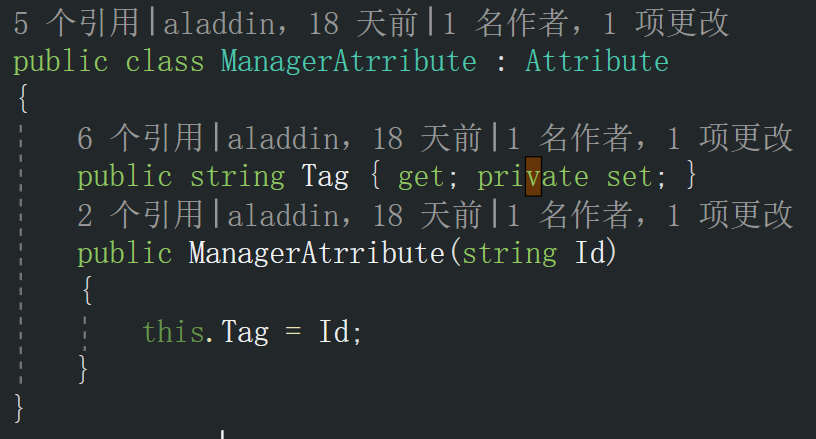 5 个引用|aladdin，18 天前|1 名作者，1 项更改
public class ManagerAtrribute : Attribute
{
6 个引用|aladdin，18 天前|1 名作者，1 项更改
public string Tag { get; private set; }
2 个引用|aladdin，18 天前|1 名作者，1 项更改
public ManagerAtrribute(string Id)
{
this.Tag = Id;
}
}